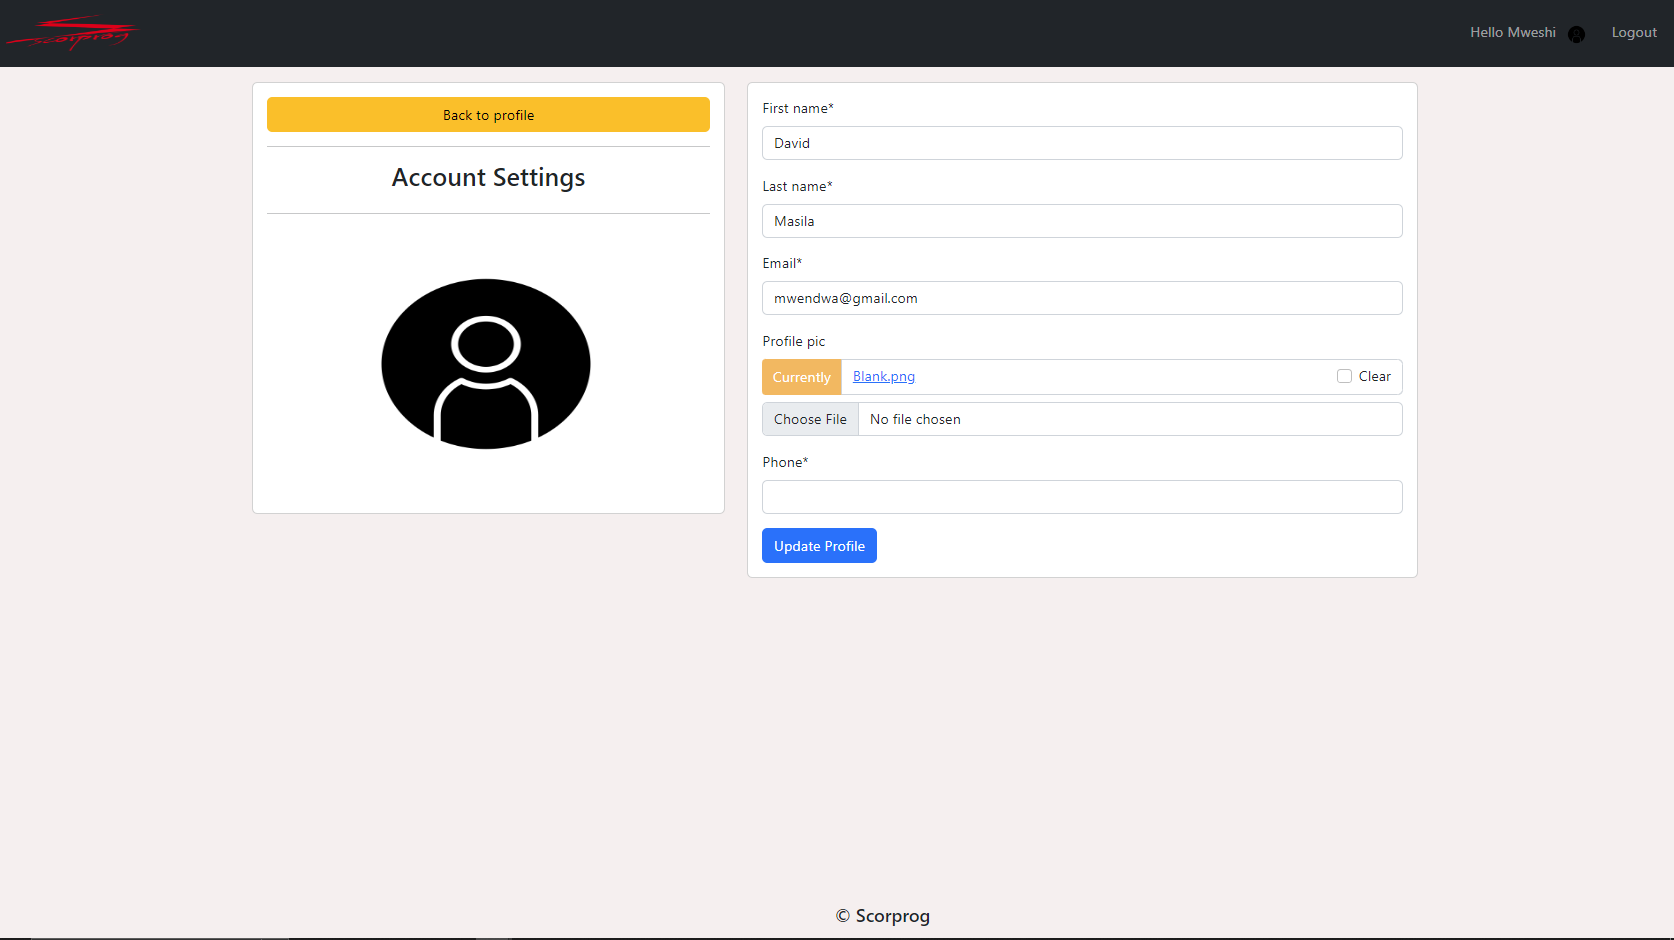 Scorprog
Hello Mweshi
Logout
Back to profile
Account Settings
First name*
David
Last name*
Masila
Email*
mwendwa@gmail.com
Profile pic
Currently Blank.png Clear
Choose File No file chosen
Phone*
Update Profile
© Scorprog